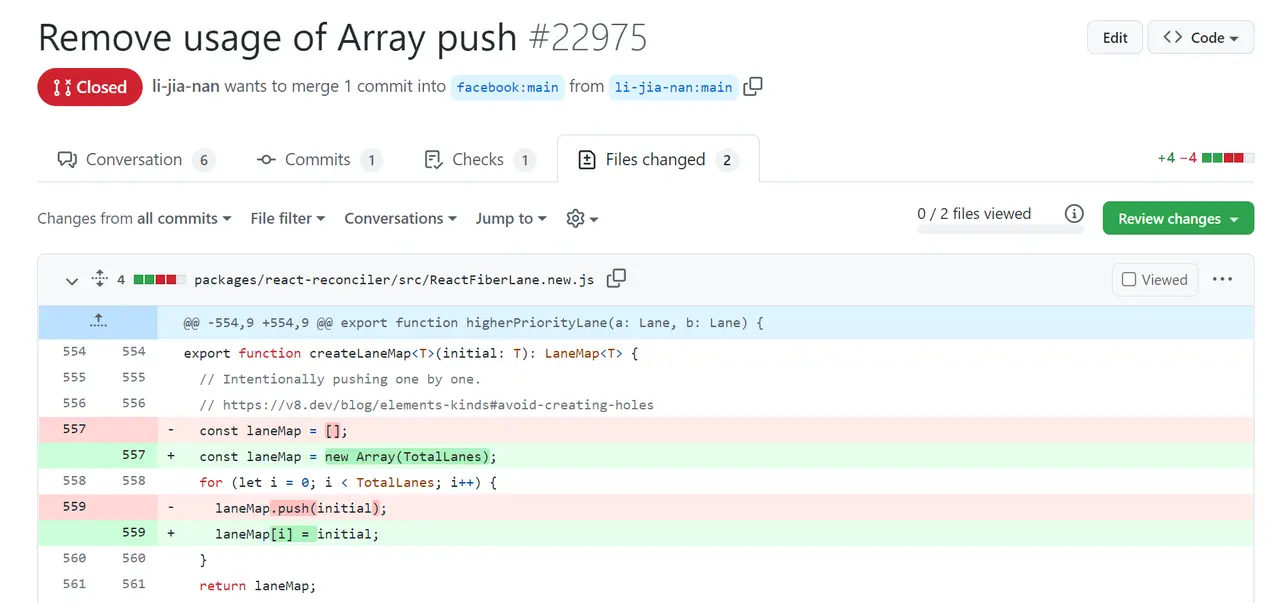 Remove usage of Array push #22975
Edit
Code
Closed
li-jia-nan wants to merge 1 commit into facebook:main from li-jia-nan:main
Conversation 6
Commits 1
Checks 1
Files changed 2
+4 −4
Changes from all commits
File filter
Conversations
Jump to
0 / 2 files viewed
Review changes
4 packages/react-reconciler/src/ReactFiberLane.new.js
Viewed
@@ -554,9 +554,9 @@ export function higherPriorityLane(a: Lane, b: Lane) {
554 554 export function createLaneMap<T>(initial: T): LaneMap<T> {
555 555 // Intentionally pushing one by one.
556 556 // https://v8.dev/blog/elements-kinds#avoid-creating-holes
557 - const laneMap = [];
557 + const laneMap = new Array(TotalLanes);
558 558 for (let i = 0; i < TotalLanes; i++) {
559 - laneMap.push(initial);
559 + laneMap[i] = initial;
560 560 }
561 561 return laneMap;